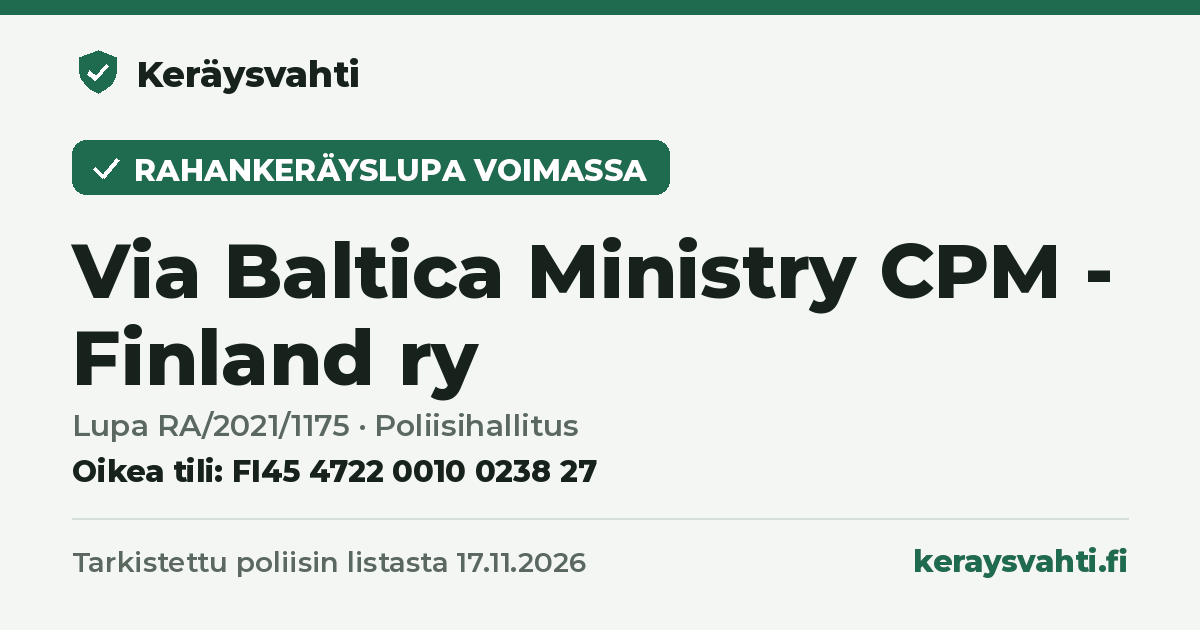 Keräysvahti
RAHANKERÄYSLUPA VOIMASSA
Via Baltica Ministry CPM -
Finland ry
Lupa RA/2021/1175 · Poliisihallitus
Oikea tili: FI45 4722 0010 0238 27
Tarkistettu poliisin listasta 17.11.2026
keraysvahti.fi